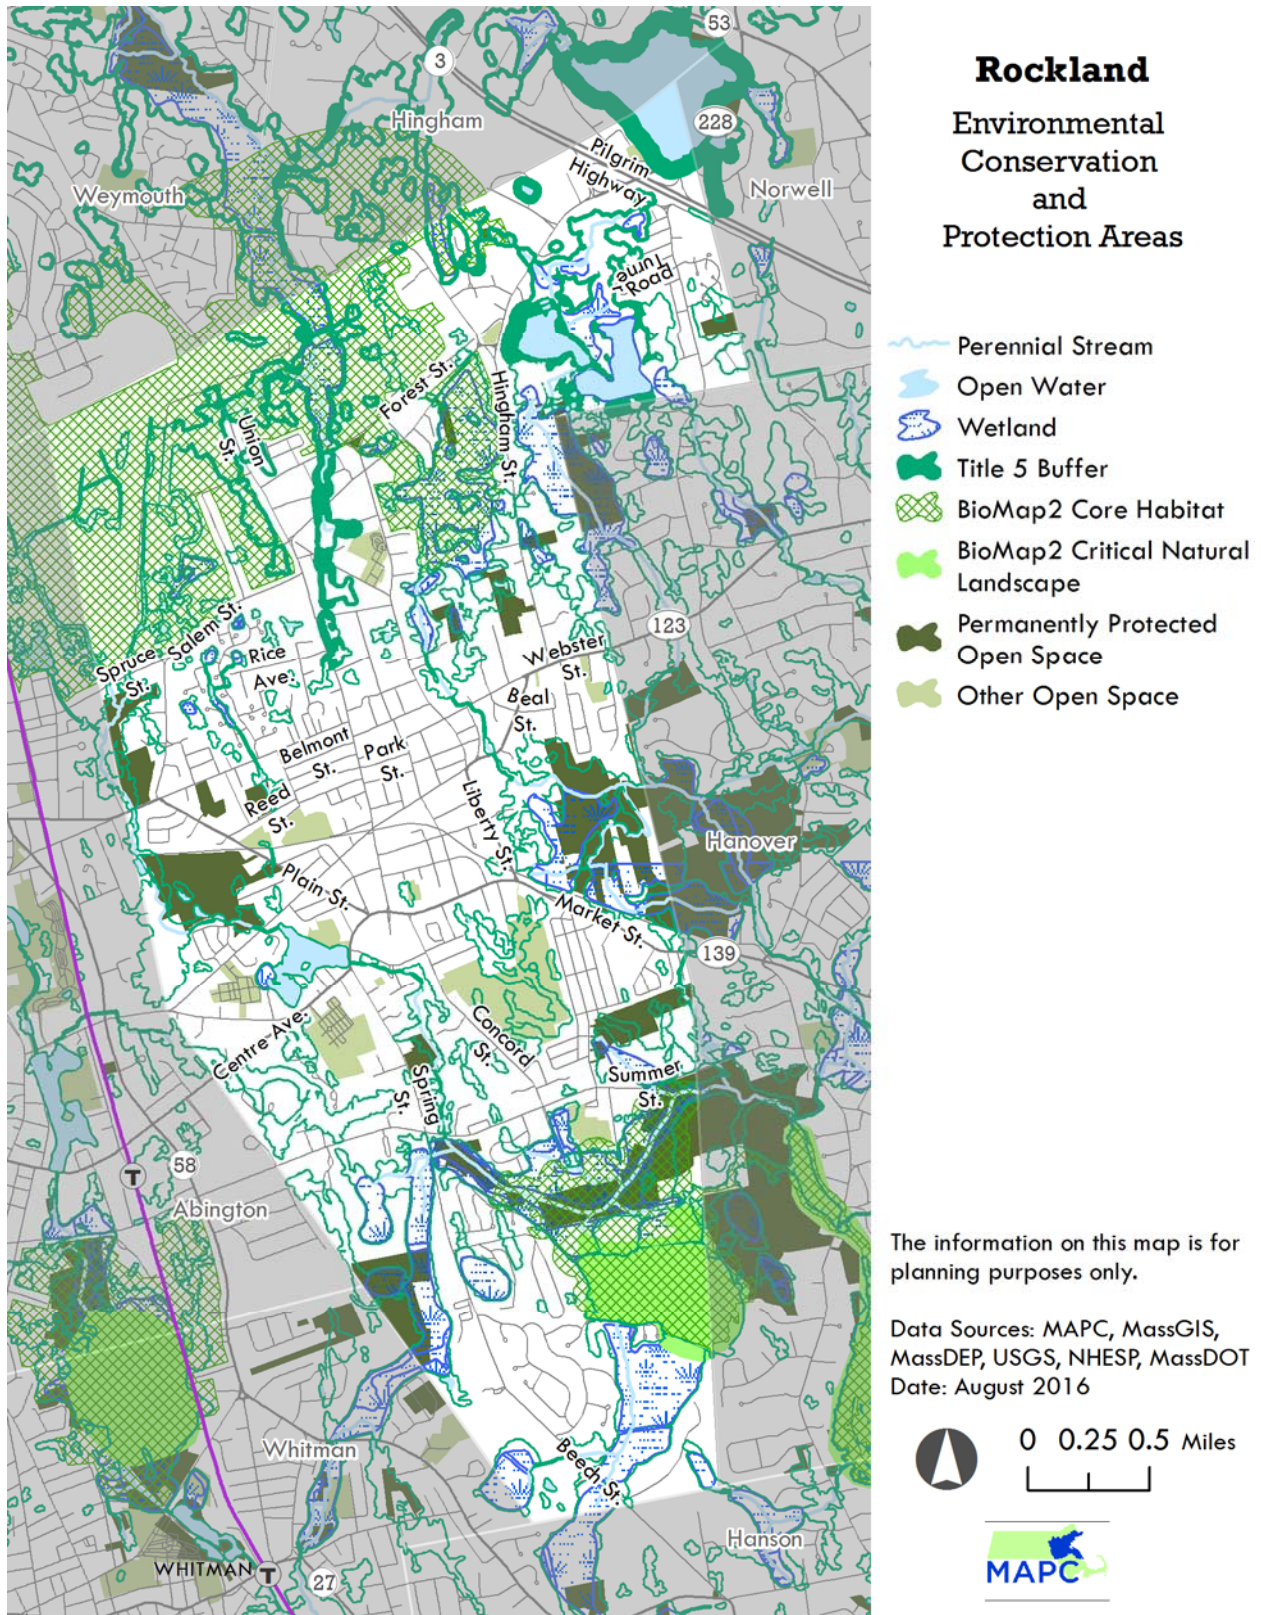 Rockland
Environmental
Conservation
and
Protection Areas
Perennial Stream
Open Water
Wetland
Title 5 Buffer
BioMap2 Core Habitat
BioMap2 Critical Natural
Landscape
Permanently Protected
Open Space
Other Open Space
The information on this map is for
planning purposes only.
Data Sources: MAPC, MassGIS,
MassDEP, USGS, NHESP, MassDOT
Date: August 2016
0 0.25 0.5 Miles
MAPC
53
3
Hingham
228
Pilgrim
Highway
Weymouth
Norwell
Turne
Road
Forest St.
Hingham St.
Union
St.
123
Salem St.
Spruce
St.
Rice
Ave.
Webster
St.
Beal
St.
Belmont
St.
Park
St.
Reed
St.
Liberty St.
Hanover
Plain St.
Market St.
139
Centre Ave.
Concord
St.
Spring
St.
Summer
St.
T
58
Abington
Whitman
Beech St.
Hanson
WHITMAN
T
27